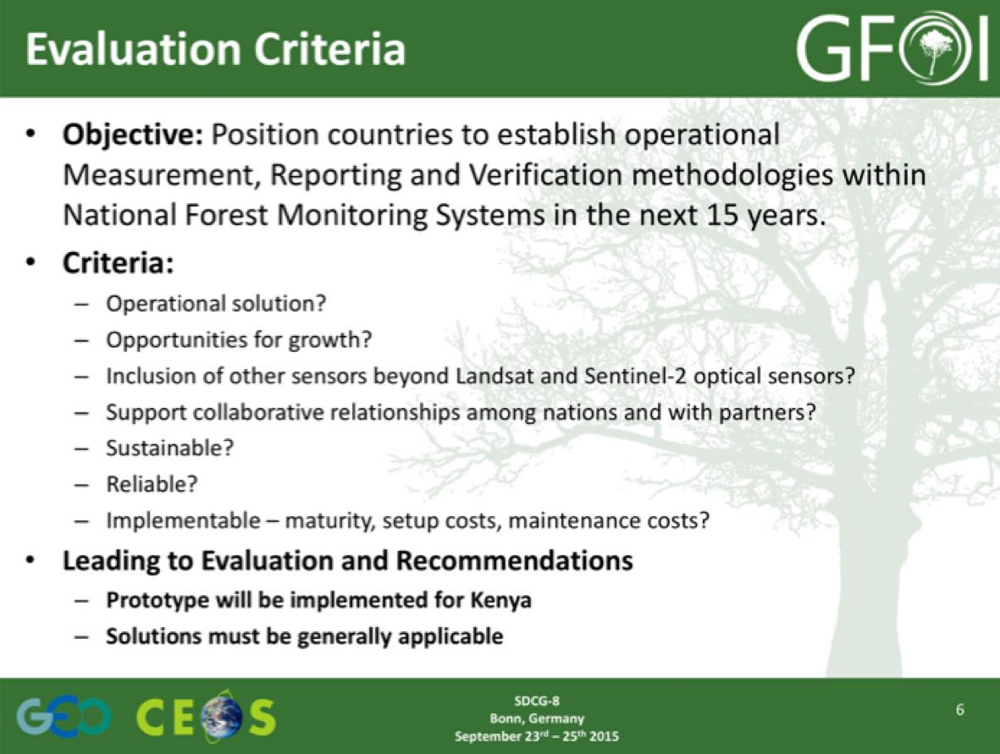 Evaluation Criteria
GFOI
• Objective: Position countries to establish operational
Measurement, Reporting and Verification methodologies within
National Forest Monitoring Systems in the next 15 years.
• Criteria:
– Operational solution?
– Opportunities for growth?
– Inclusion of other sensors beyond Landsat and Sentinel-2 optical sensors?
– Support collaborative relationships among nations and with partners?
– Sustainable?
– Reliable?
– Implementable – maturity, setup costs, maintenance costs?
• Leading to Evaluation and Recommendations
– Prototype will be implemented for Kenya
– Solutions must be generally applicable
GEO CEOS
SDCG-8
Bonn, Germany
September 23rd – 25th 2015
6